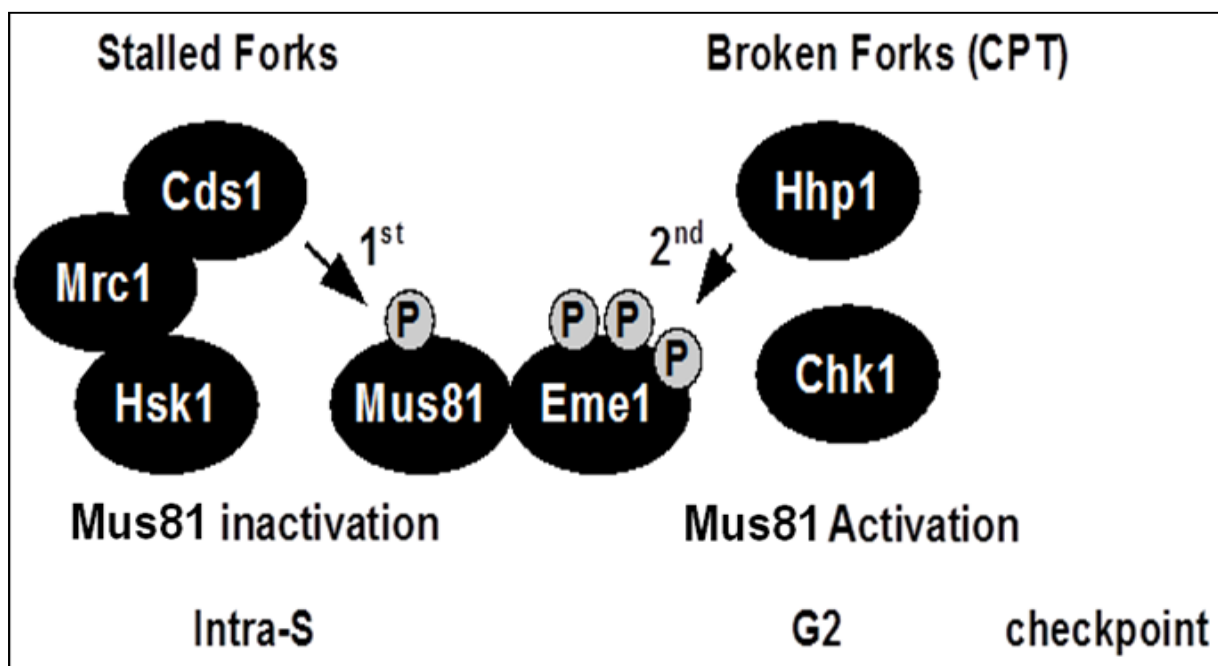 Stalled Forks
Broken Forks (CPT)
Cds1
Hhp1
1st
2nd
Mrc1
P
P P
P
Chk1
Hsk1
Mus81
Eme1
Mus81 inactivation
Mus81 Activation
Intra-S
G2
checkpoint